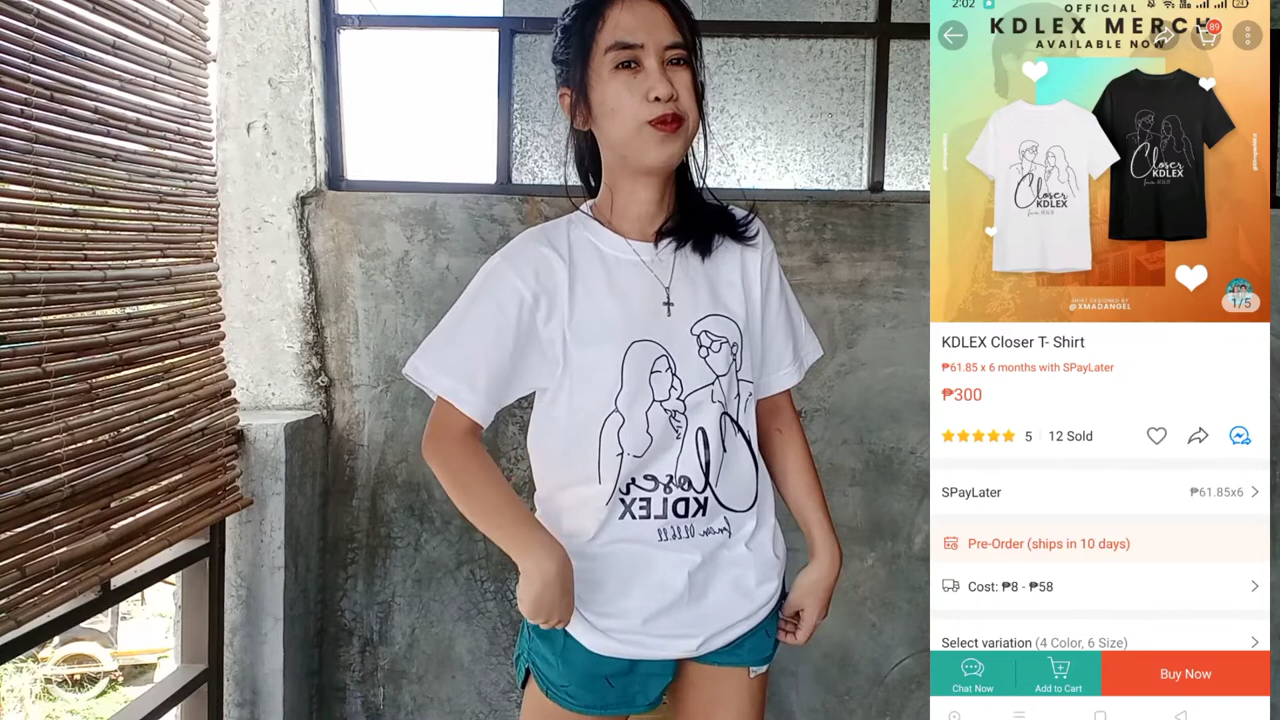 Closer
KDLEX
2:02
OFFICIAL
KDLEX MERCH
AVAILABLE NOW
89
Closer
KDLEX
Closer
KDLEX
SHIRT DESIGNED BY
@XMADANGEL
1/5
KDLEX Closer T- Shirt
₱61.85 x 6 months with SPayLater
₱300
5
12 Sold
SPayLater
₱61.85x6
Pre-Order (ships in 10 days)
Cost: ₱8 - ₱58
Select variation (4 Color, 6 Size)
Chat Now
Add to Cart
Buy Now